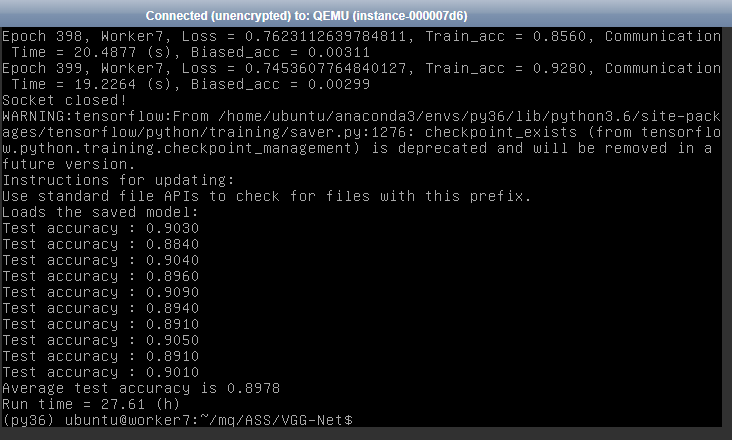 Connected (unencrypted) to: QEMU (instance-000007d6)
Epoch 398, Worker7, Loss = 0.7623112639784811, Train_acc = 0.8560, Communication
Time = 20.4877 (s), Biased_acc = 0.00311
Epoch 399, Worker7, Loss = 0.7453607764840127, Train_acc = 0.9280, Communication
Time = 19.2264 (s), Biased_acc = 0.00299
Socket closed!
WARNING:tensorflow:From /home/ubuntu/anaconda3/envs/py36/lib/python3.6/site-pack
ages/tensorflow/python/training/saver.py:1276: checkpoint_exists (from tensorflo
w.python.training.checkpoint_management) is deprecated and will be removed in a
future version.
Instructions for updating:
Use standard file APIs to check for files with this prefix.
Loads the saved model:
Test accuracy : 0.9030
Test accuracy : 0.8840
Test accuracy : 0.9040
Test accuracy : 0.8960
Test accuracy : 0.9090
Test accuracy : 0.8940
Test accuracy : 0.8910
Test accuracy : 0.9050
Test accuracy : 0.8910
Test accuracy : 0.9010
Average test accuracy is 0.8978
Run time = 27.61 (h)
(py36) ubuntu@worker7:~/mq/ASS/VGG-Net$